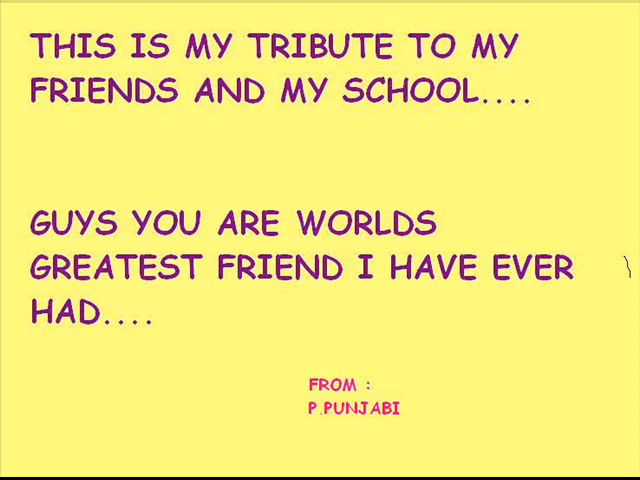 THIS IS MY TRIBUTE TO MY
FRIENDS AND MY SCHOOL....
GUYS YOU ARE WORLDS
GREATEST FRIEND I HAVE EVER
HAD....
FROM :
P.PUNJABI